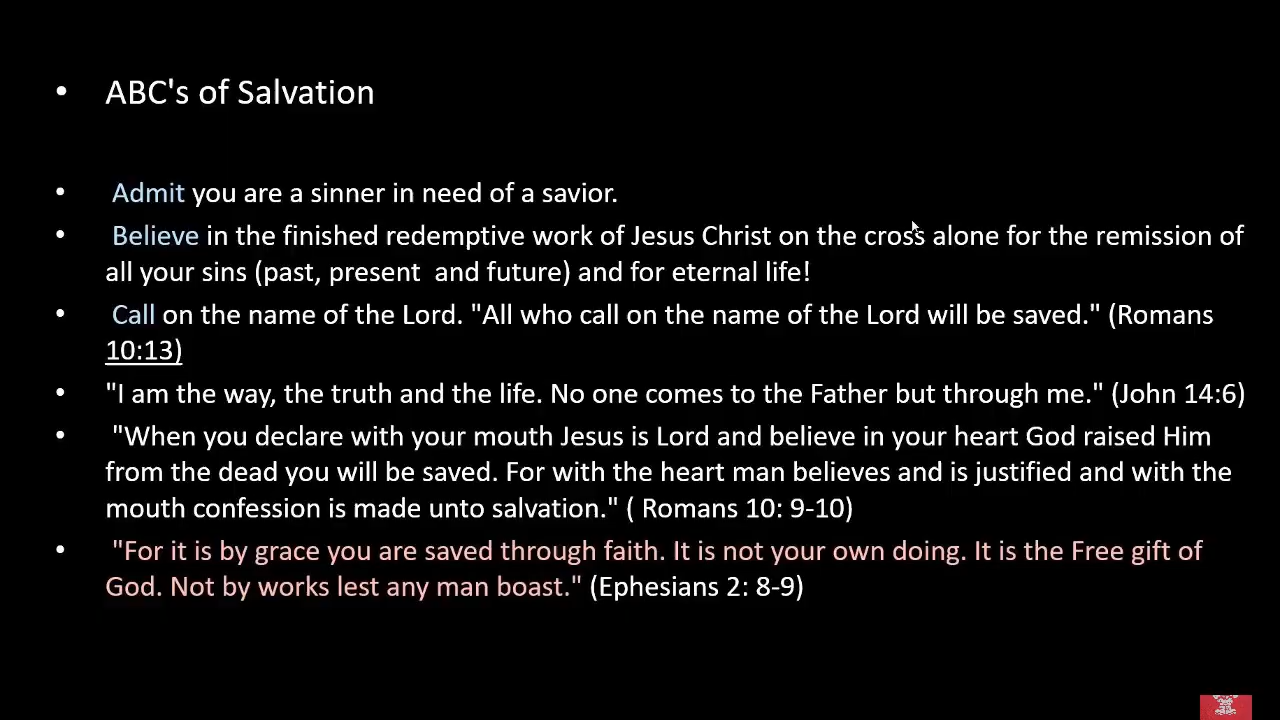 • ABC's of Salvation
• Admit you are a sinner in need of a savior.
• Believe in the finished redemptive work of Jesus Christ on the cross alone for the remission of
all your sins (past, present and future) and for eternal life!
• Call on the name of the Lord. "All who call on the name of the Lord will be saved." (Romans
10:13)
• "I am the way, the truth and the life. No one comes to the Father but through me." (John 14:6)
• "When you declare with your mouth Jesus is Lord and believe in your heart God raised Him
from the dead you will be saved. For with the heart man believes and is justified and with the
mouth confession is made unto salvation." ( Romans 10: 9-10)
• "For it is by grace you are saved through faith. It is not your own doing. It is the Free gift of
God. Not by works lest any man boast." (Ephesians 2: 8-9)